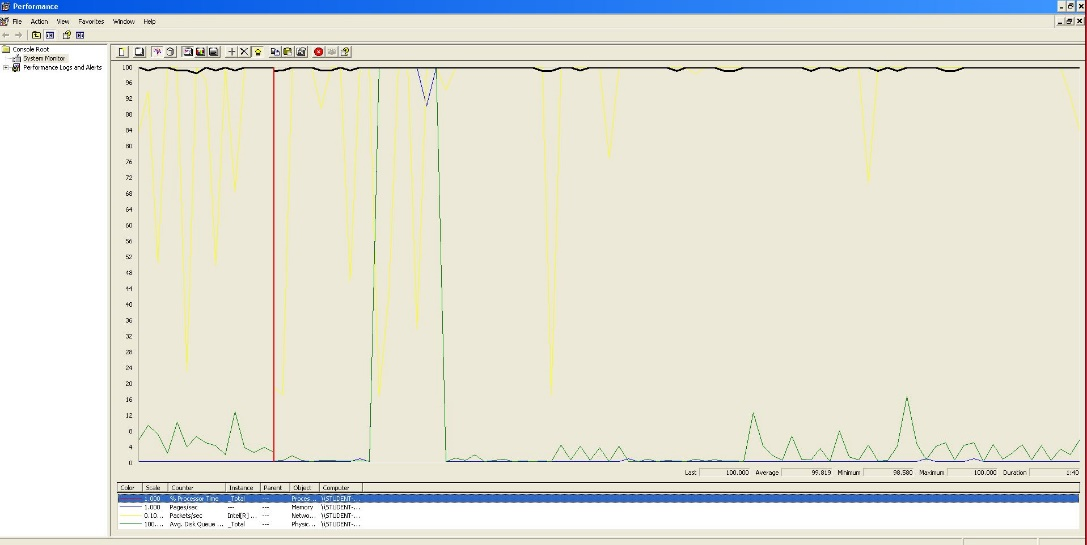 Performance
File Action View Favorites Window Help
Console Root
System Monitor
Performance Logs and Alerts
100
96
92
88
84
80
76
72
68
64
60
56
52
48
44
40
36
32
28
24
20
16
12
8
4
0
Last 100.000 Average 99.819 Minimum 98.580 Maximum 100.000 Duration 1:40
Color Scale Counter Instance Parent Object Computer
1.000 % Processor Time _Total --- Proces... \\STUDENT-...
1.000 Pages/sec --- --- Memory \\STUDENT-...
0.10... Packets/sec Intel[R] ... --- Netwo... \\STUDENT-...
100.... Avg. Disk Queue ... _Total --- Physic... \\STUDENT-...